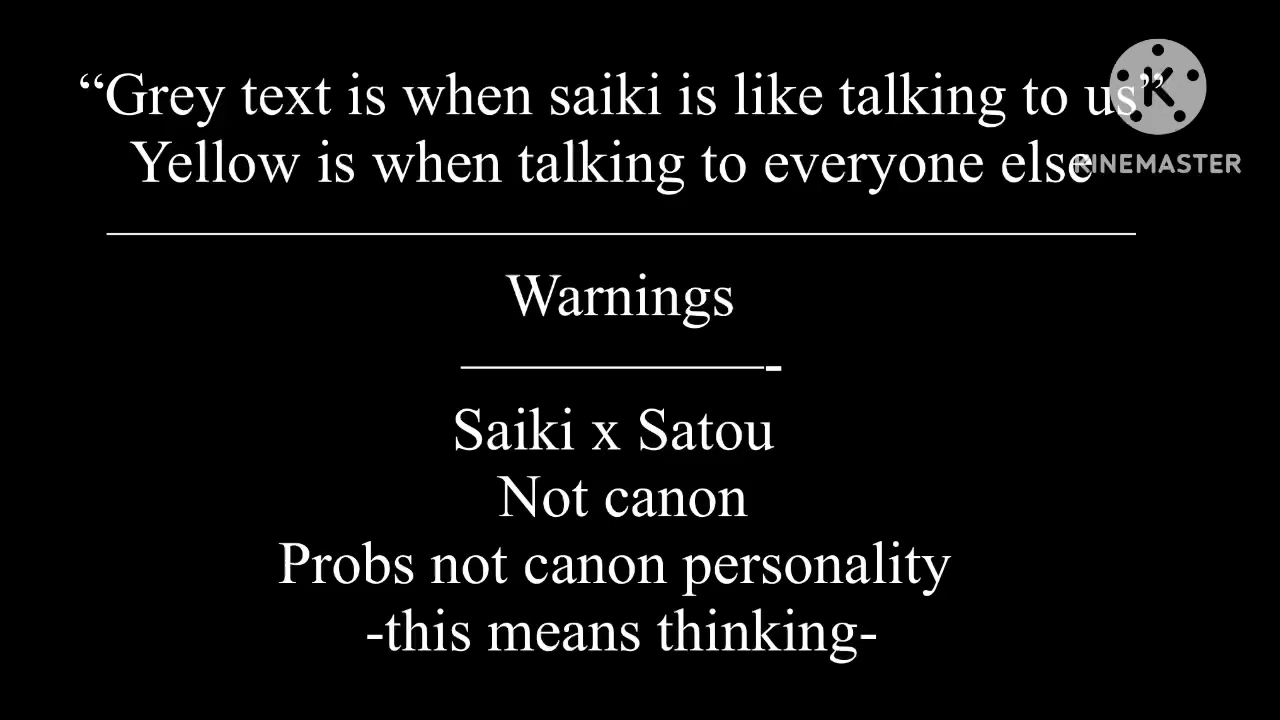 “Grey text is when saiki is like talking to us”
Yellow is when talking to everyone else
KINEMASTER
Warnings
Saiki x Satou
Not canon
Probs not canon personality
-this means thinking-